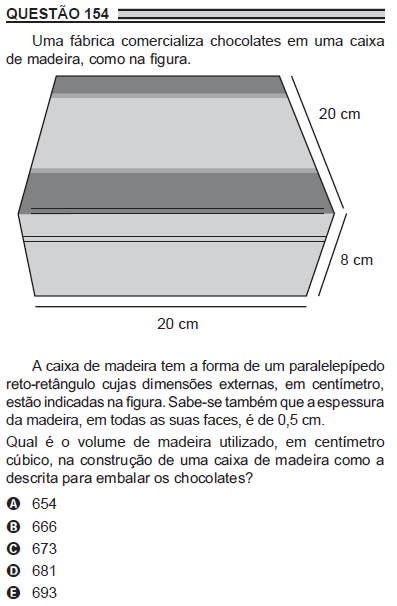 QUESTÃO 154
Uma fábrica comercializa chocolates em uma caixa
de madeira, como na figura.
20 cm
8 cm
20 cm
A caixa de madeira tem a forma de um paralelepípedo
reto-retângulo cujas dimensões externas, em centímetro,
estão indicadas na figura. Sabe-se também que a espessura
da madeira, em todas as suas faces, é de 0,5 cm.
Qual é o volume de madeira utilizado, em centímetro
cúbico, na construção de uma caixa de madeira como a
descrita para embalar os chocolates?
A 654
B 666
C 673
D 681
E 693